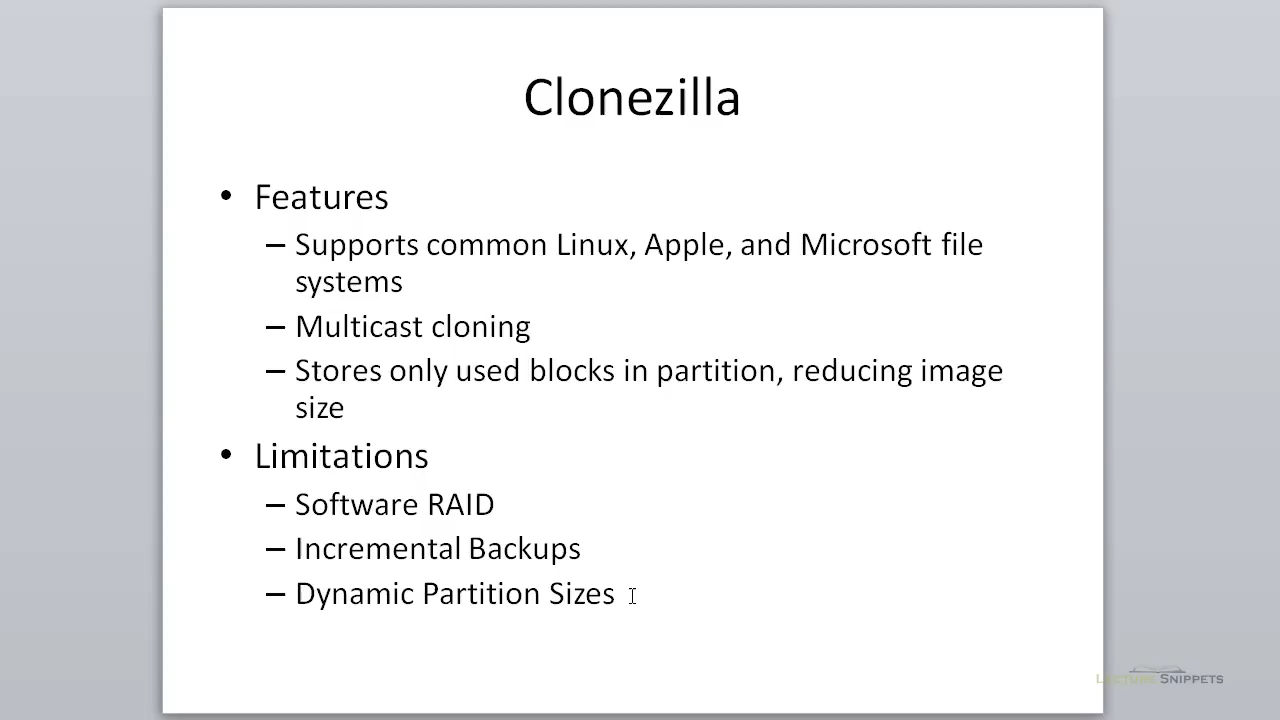 Clonezilla
• Features
– Supports common Linux, Apple, and Microsoft file
systems
– Multicast cloning
– Stores only used blocks in partition, reducing image
size
• Limitations
– Software RAID
– Incremental Backups
– Dynamic Partition Sizes
LECTURE SNIPPETS